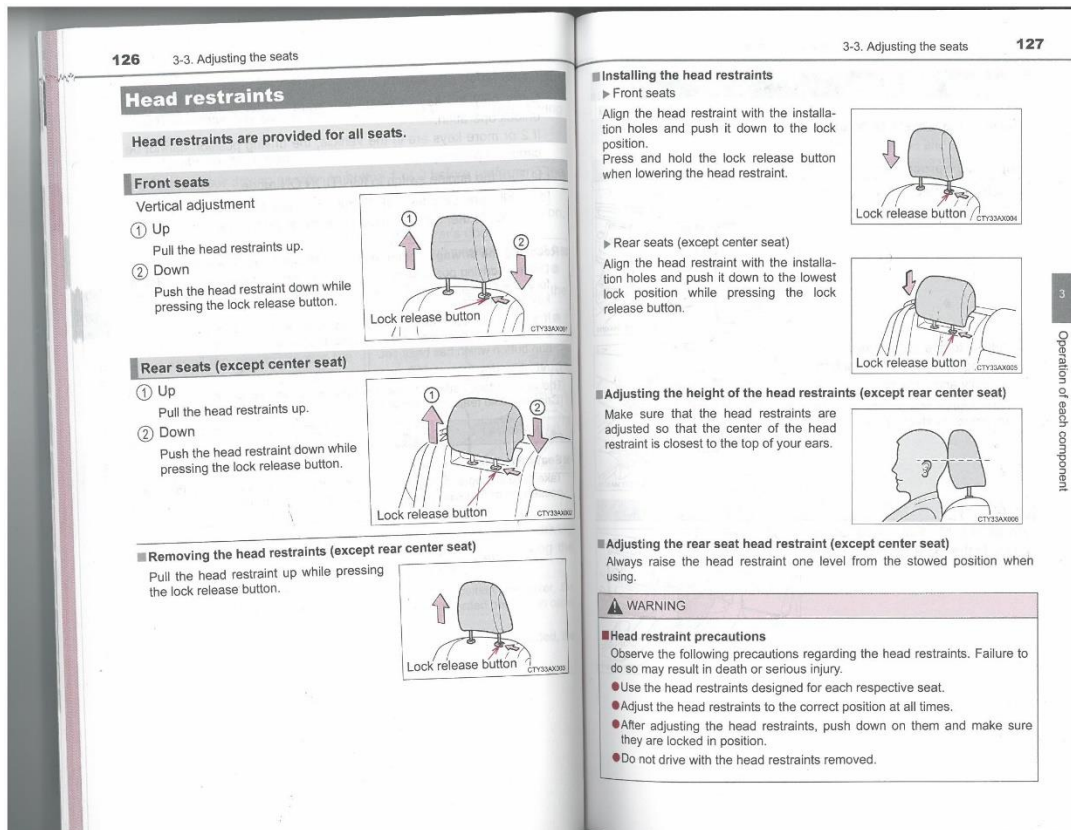 126 3-3. Adjusting the seats
Head restraints
Head restraints are provided for all seats.
Front seats
Vertical adjustment
① Up
Pull the head restraints up.
② Down
Push the head restraint down while
pressing the lock release button.
①
②
Lock release button
Rear seats (except center seat)
① Up
Pull the head restraints up.
② Down
Push the head restraint down while
pressing the lock release button.
①
②
Lock release button
■Removing the head restraints (except rear center seat)
Pull the head restraint up while pressing
the lock release button.
Lock release button
3-3. Adjusting the seats 127
■Installing the head restraints
▶ Front seats
Align the head restraint with the installa-
tion holes and push it down to the lock
position.
Press and hold the lock release button
when lowering the head restraint.
Lock release button
CTY33AX004
▶ Rear seats (except center seat)
Align the head restraint with the installa-
tion holes and push it down to the lowest
lock position while pressing the lock
release button.
Lock release button
CTY33AX005
■Adjusting the height of the head restraints (except rear center seat)
Make sure that the head restraints are
adjusted so that the center of the head
restraint is closest to the top of your ears.
CTY33AX006
■Adjusting the rear seat head restraint (except center seat)
Always raise the head restraint one level from the stowed position when
using.
WARNING
■Head restraint precautions
Observe the following precautions regarding the head restraints. Failure to
do so may result in death or serious injury.
●Use the head restraints designed for each respective seat.
●Adjust the head restraints to the correct position at all times.
●After adjusting the head restraints, push down on them and make sure
they are locked in position.
●Do not drive with the head restraints removed.
3
Operation of each component